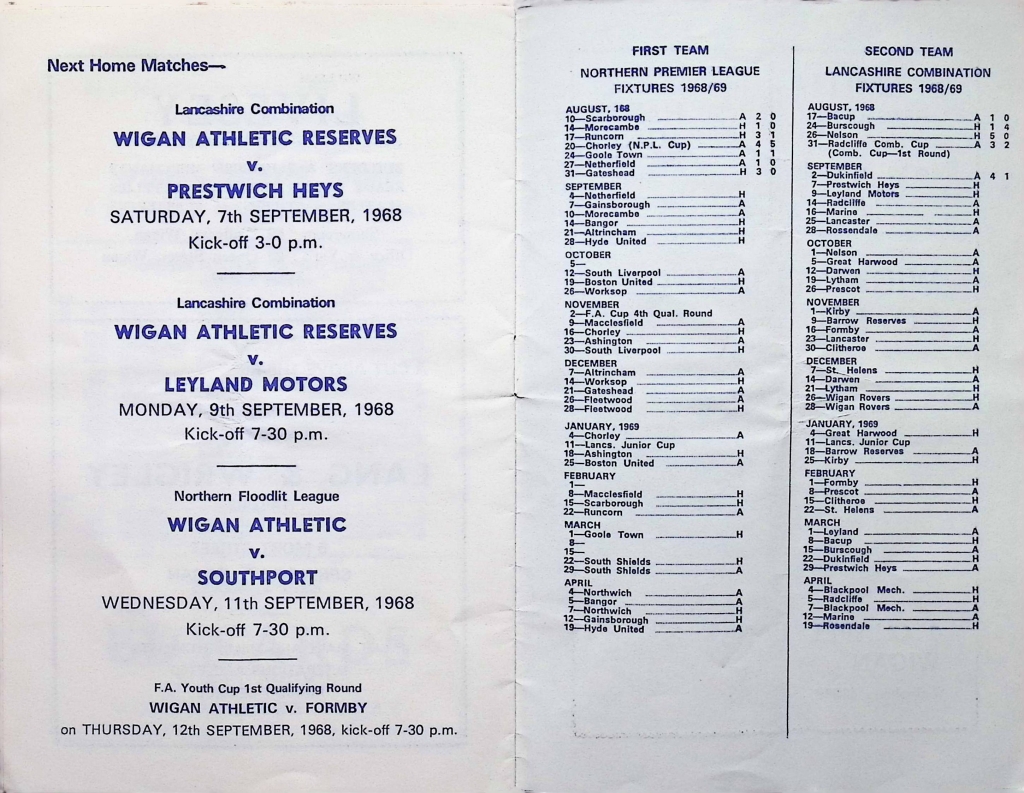 Next Home Matches—
Lancashire Combination
WIGAN ATHLETIC RESERVES
v.
PRESTWICH HEYS
SATURDAY, 7th SEPTEMBER, 1968
Kick-off 3-0 p.m.
Lancashire Combination
WIGAN ATHLETIC RESERVES
v.
LEYLAND MOTORS
MONDAY, 9th SEPTEMBER, 1968
Kick-off 7-30 p.m.
Northern Floodlit League
WIGAN ATHLETIC
v.
SOUTHPORT
WEDNESDAY, 11th SEPTEMBER, 1968
Kick-off 7-30 p.m.
F.A. Youth Cup 1st Qualifying Round
WIGAN ATHLETIC v. FORMBY
on THURSDAY, 12th SEPTEMBER, 1968, kick-off 7-30 p.m.
FIRST TEAM
NORTHERN PREMIER LEAGUE
FIXTURES 1968/69
AUGUST, 168
10—Scarborough A 2 0
14—Morecambe H 1 0
17—Runcorn H 3 1
20—Chorley (N.P.L. Cup) A 4 5
24—Goole Town A 1 1
27—Netherfield A 1 0
31—Gateshead H 3 0
SEPTEMBER
4—Netherfield H
7—Gainsborough A
10—Morecambe A
14—Bangor H
21—Altrincham H
28—Hyde United H
OCTOBER
5—
12—South Liverpool A
19—Boston United H
26—Worksop A
NOVEMBER
2—F.A. Cup 4th Qual. Round
9—Macclesfield A
16—Chorley H
23—Ashington A
30—South Liverpool H
DECEMBER
7—Altrincham A
14—Worksop H
21—Gateshead A
26—Fleetwood A
28—Fleetwood H
JANUARY, 1969
4—Chorley A
11—Lancs. Junior Cup
18—Ashington H
25—Boston United A
FEBRUARY
1—
8—Macclesfield H
15—Scarborough H
22—Runcorn A
MARCH
1—Goole Town H
8—
15—
22—South Shields H
29—South Shields A
APRIL
4—Northwich A
5—Bangor A
7—Northwich H
12—Gainsborough H
19—Hyde United A
SECOND TEAM
LANCASHIRE COMBINATION
FIXTURES 1968/69
AUGUST, 1968
17—Bacup A 1 0
24—Burscough H 1 4
26—Nelson H 5 0
31—Radcliffe Comb. Cup A 3 2
(Comb. Cup—1st Round)
SEPTEMBER
2—Dukinfield A 4 1
7—Prestwich Heys H
9—Leyland Motors H
14—Radcliffe A
16—Marine H
25—Lancaster A
28—Rossendale H
OCTOBER
1—Nelson A
5—Great Harwood A
12—Darwen H
19—Lytham A
26—Prescot H
NOVEMBER
1—Kirby A
9—Barrow Reserves H
16—Formby A
23—Lancaster H
30—Clitheroe A
DECEMBER
7—St. Helens H
14—Darwen A
21—Lytham H
26—Wigan Rovers H
28—Wigan Rovers A
JANUARY, 1969
4—Great Harwood H
11—Lancs. Junior Cup
18—Barrow Reserves A
25—Kirby H
FEBRUARY
1—Formby H
8—Prescot A
15—Clitheroe H
22—St. Helens A
MARCH
1—Leyland A
8—Bacup H
15—Burscough A
22—Dukinfield H
29—Prestwich Heys A
APRIL
4—Blackpool Mech. H
5—Radcliffe H
7—Blackpool Mech. A
12—Marine A
19—Rosendale H